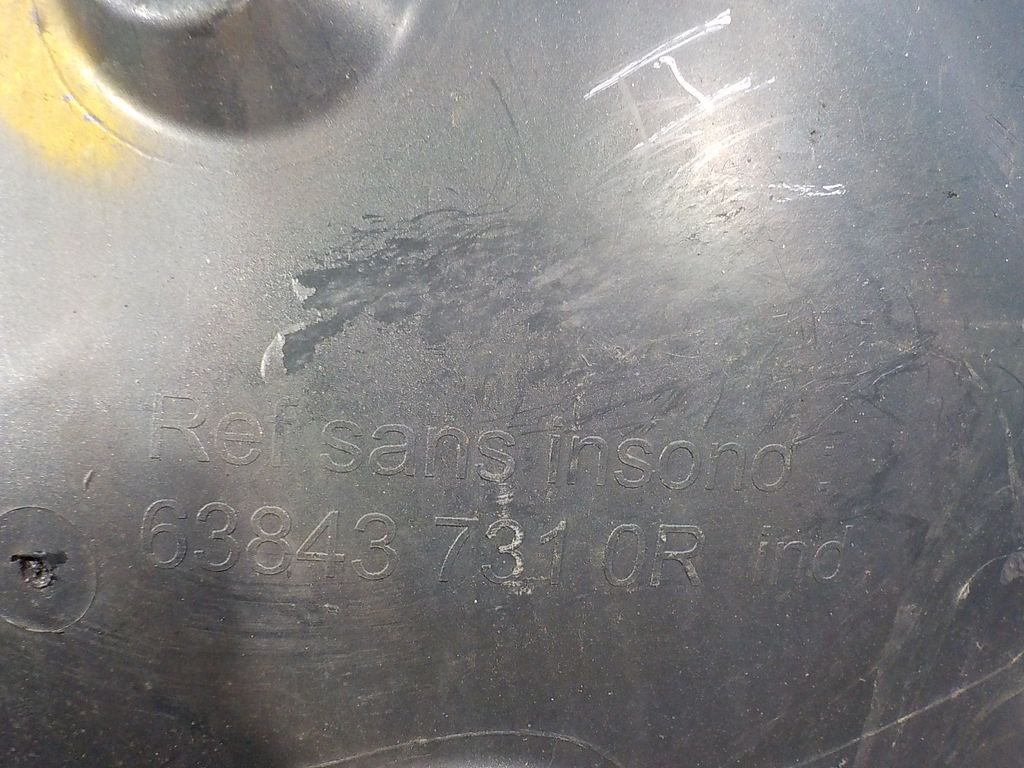 Ref sans insono :
63843 731 0R ind